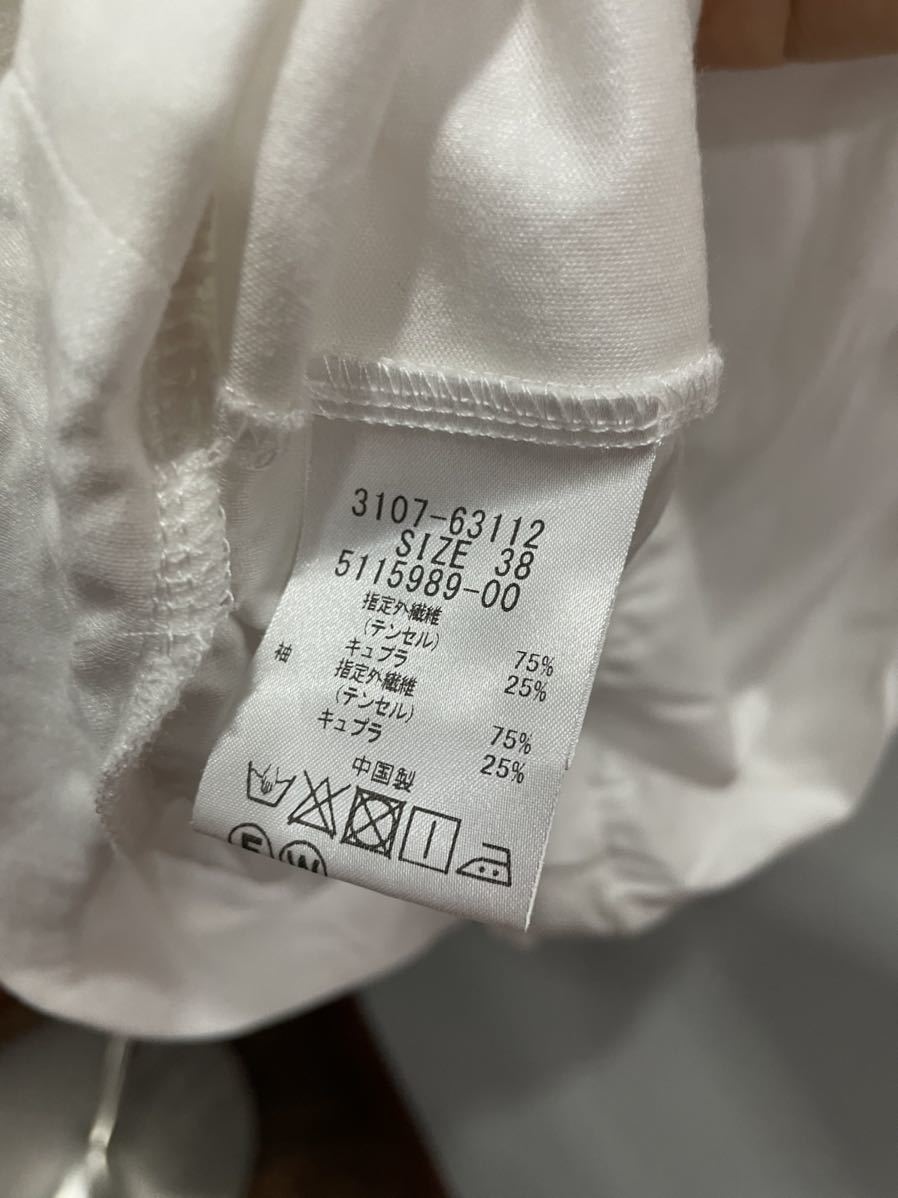 3107-63112
SIZE 38
5115989-00
指定外繊維
(テンセル) 75%
キュプラ 25%
袖 指定外繊維
(テンセル) 75%
キュプラ 25%
中国製
F W